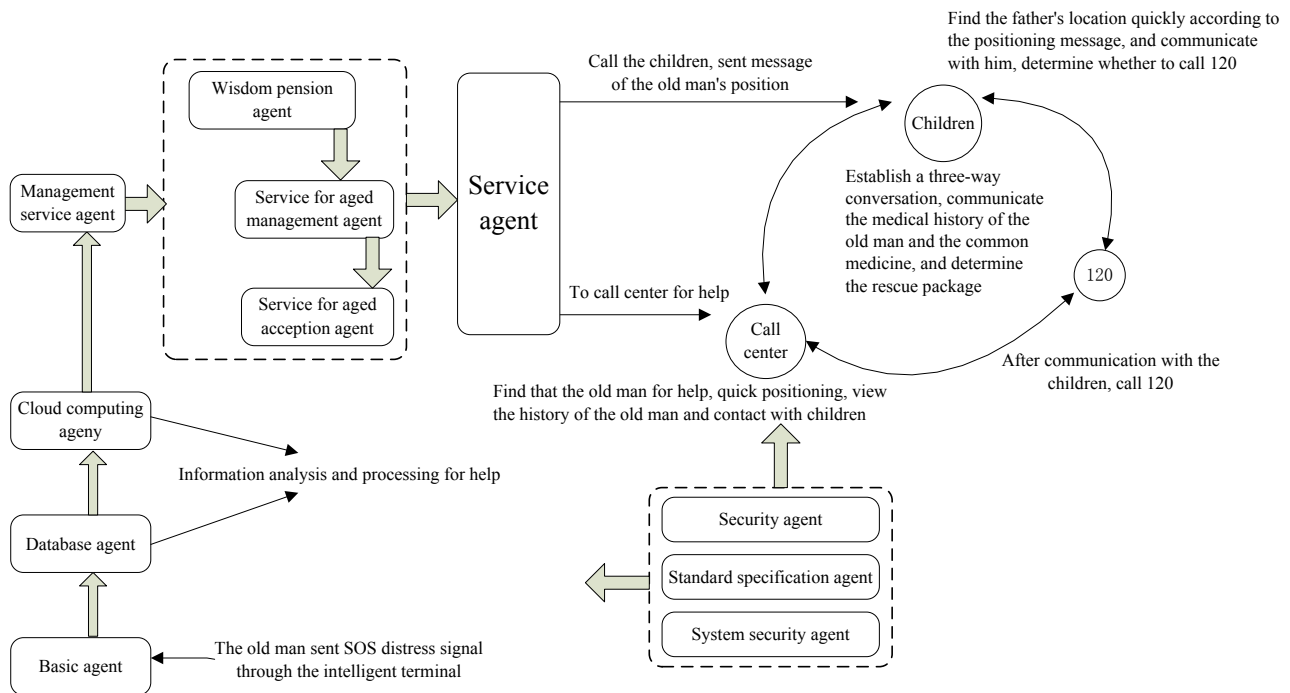 Find the father's location quickly according to
the positioning message, and communicate
with him, determine whether to call 120
Call the children, sent message
of the old man's position
Wisdom pension
agent
Children
Management
service agent
Service for aged
management agent
Service
agent
Establish a three-way
conversation, communicate
the medical history of the
old man and the common
medicine, and determine
the rescue package
120
Service for aged
acception agent
To call center for help
Call
center
After communication with the
children, call 120
Find that the old man for help, quick positioning, view
the history of the old man and contact with children
Cloud computing
ageny
Information analysis and processing for help
Security agent
Database agent
Standard specification agent
System security agent
Basic agent
The old man sent SOS distress signal
through the intelligent terminal